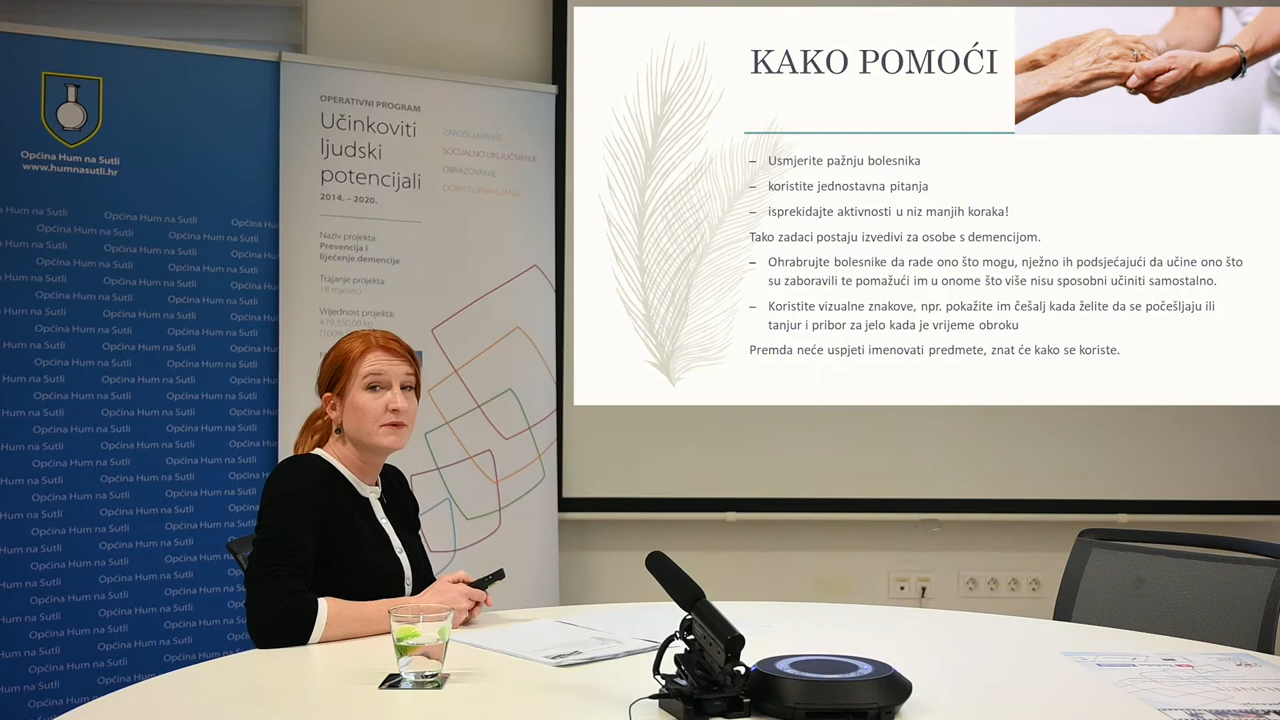 Općina Hum na Sutli
www.humnasutli.hr
OPERATIVNI PROGRAM
Učinkoviti
ljudski
potencijali
2014. – 2020.
ZAPOŠLJAVANJE
SOCIJALNO UKLJUČIVANJE
OBRAZOVANJE
DOBRO UPRAVLJANJE
Naziv projekta:
Prevencija i
liječenje demencije
Trajanje projekta:
18 mjeseci
Vrijednost projekta:
479.350,00 kn
(100%
KAKO POMOĆI
– Usmjerite pažnju bolesnika
– koristite jednostavna pitanja
– isprekidajte aktivnosti u niz manjih koraka!
Tako zadaci postaju izvedivi za osobe s demencijom.
– Ohrabrujte bolesnike da rade ono što mogu, nježno ih podsjećajući da učine ono što
su zaboravili te pomažući im u onome što više nisu sposobni učiniti samostalno.
– Koristite vizualne znakove, npr. pokažite im češalj kada želite da se počešljaju ili
tanjur i pribor za jelo kada je vrijeme obroku
Premda neće uspjeti imenovati predmete, znat će kako se koriste.